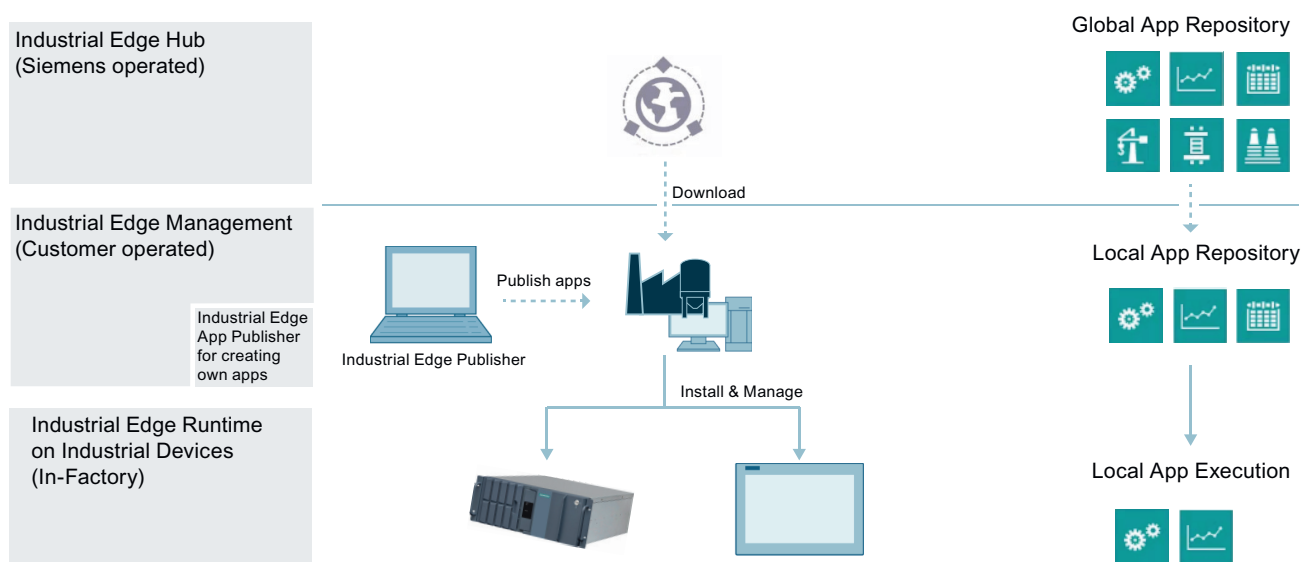 Industrial Edge Hub
(Siemens operated)
Global App Repository
Download
Industrial Edge Management
(Customer operated)
Industrial Edge
App Publisher
for creating
own apps
Publish apps
Industrial Edge Publisher
Local App Repository
Install & Manage
Industrial Edge Runtime
on Industrial Devices
(In-Factory)
Local App Execution